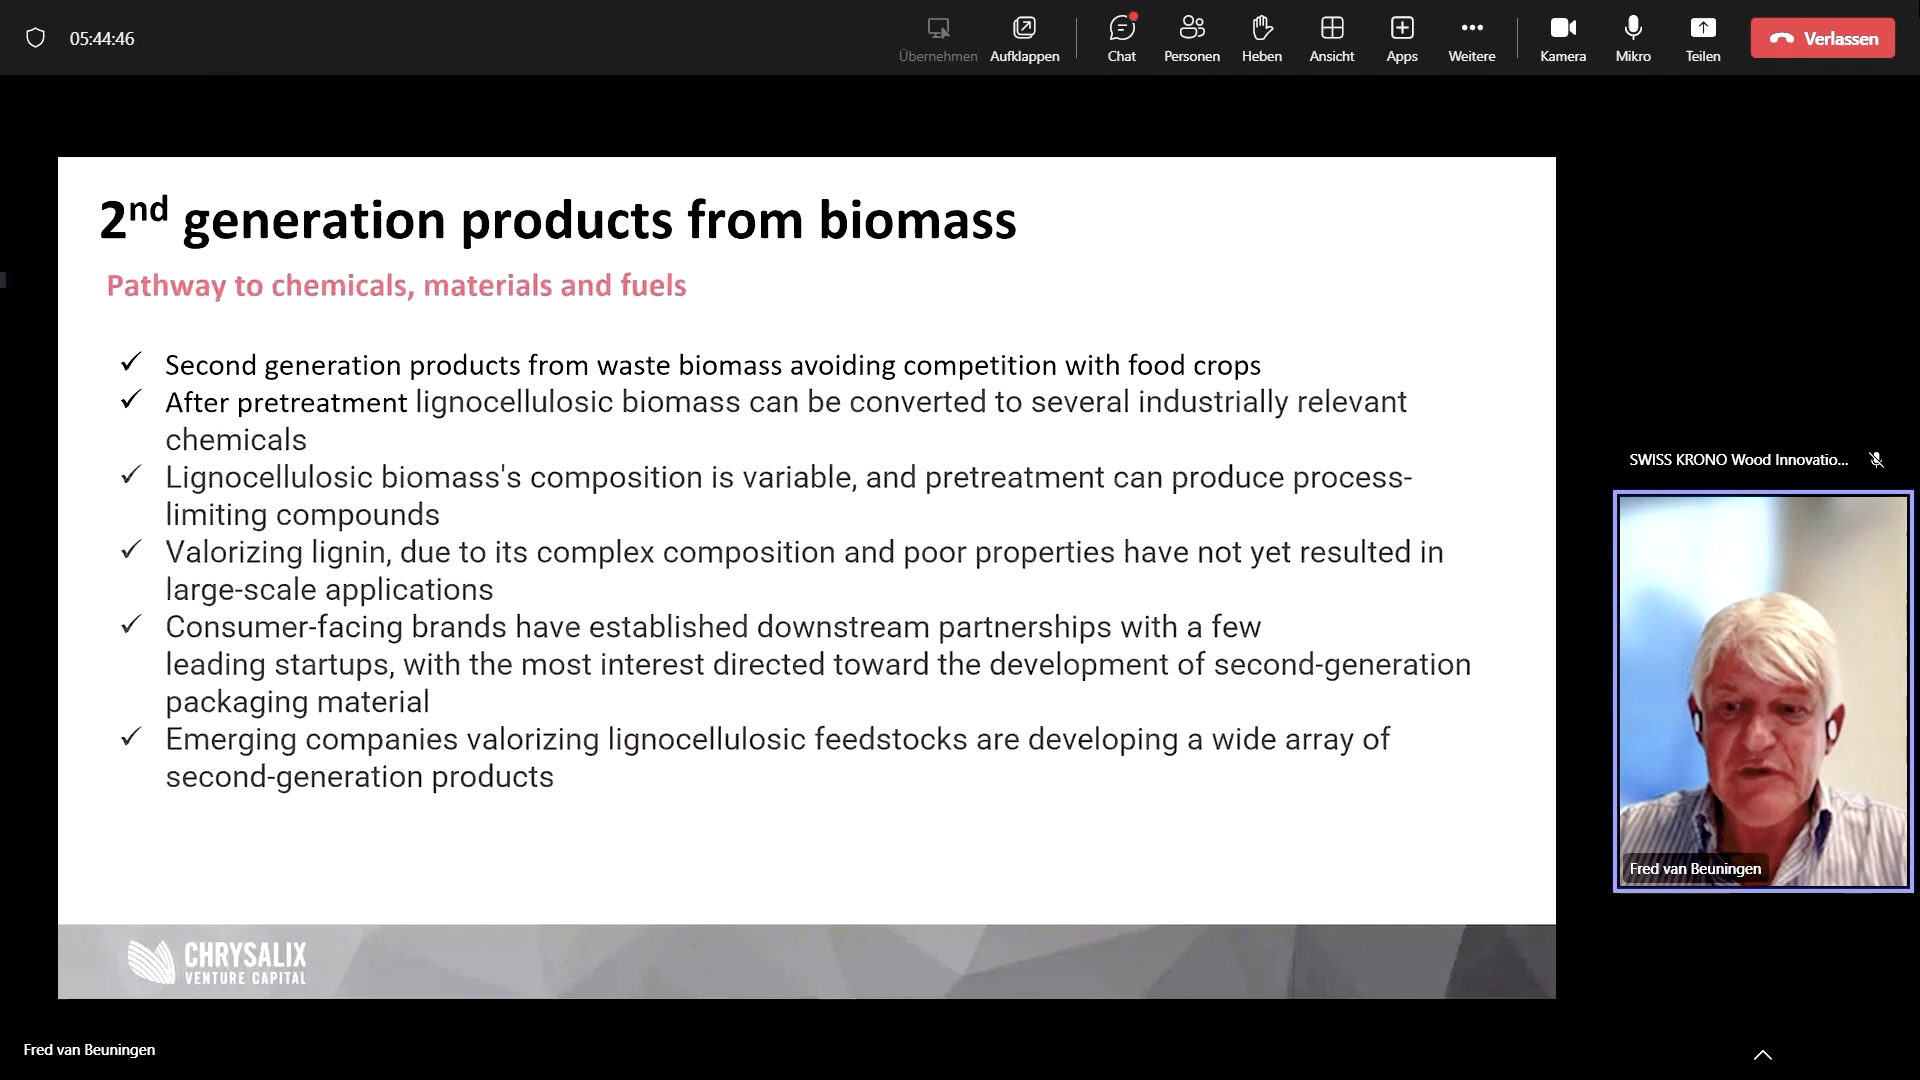 05:44:46
Übernehmen
Aufklappen
Chat
Personen
Heben
Ansicht
Apps
Weitere
Kamera
Mikro
Teilen
Verlassen
2nd generation products from biomass
Pathway to chemicals, materials and fuels
✓ Second generation products from waste biomass avoiding competition with food crops
✓ After pretreatment lignocellulosic biomass can be converted to several industrially relevant
chemicals
✓ Lignocellulosic biomass's composition is variable, and pretreatment can produce process-
limiting compounds
✓ Valorizing lignin, due to its complex composition and poor properties have not yet resulted in
large-scale applications
✓ Consumer-facing brands have established downstream partnerships with a few
leading startups, with the most interest directed toward the development of second-generation
packaging material
✓ Emerging companies valorizing lignocellulosic feedstocks are developing a wide array of
second-generation products
CHRYSALIX
VENTURE CAPITAL
SWISS KRONO Wood Innovatio...
Fred van Beuningen
Fred van Beuningen